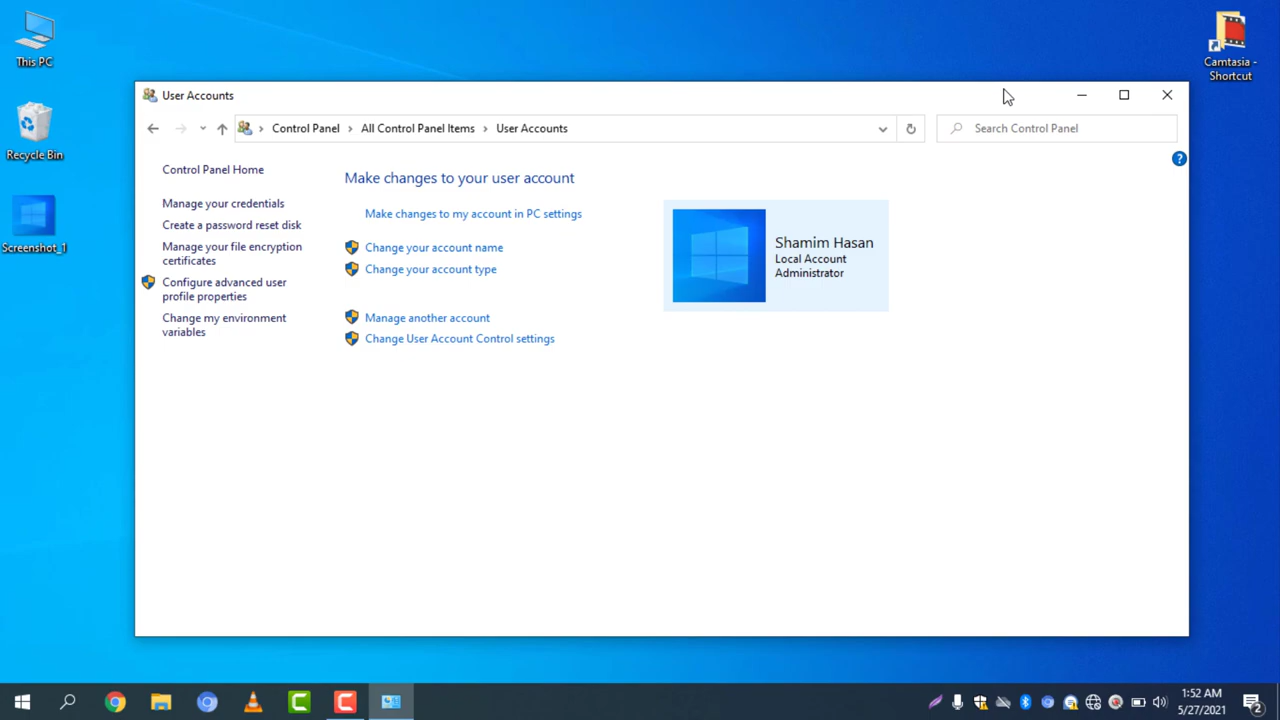 This PC
Recycle Bin
Screenshot_1
Camtasia -
Shortcut
User Accounts
Control Panel
All Control Panel Items
User Accounts
Search Control Panel
?
Control Panel Home
Manage your credentials
Create a password reset disk
Manage your file encryption
certificates
Configure advanced user
profile properties
Change my environment
variables
Make changes to your user account
Make changes to my account in PC settings
Change your account name
Change your account type
Manage another account
Change User Account Control settings
Shamim Hasan
Local Account
Administrator
1:52 AM
5/27/2021
2